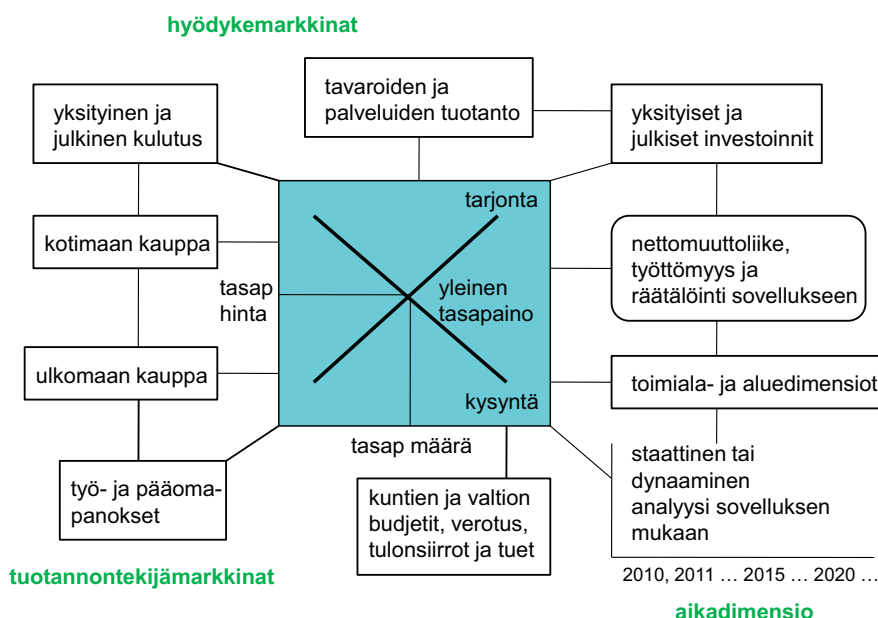 hyödykemarkkinat
tavaroiden ja
palveluiden tuotanto
yksityinen ja
julkinen kulutus
yksityiset ja
julkiset investoinnit
tarjonta
kotimaan kauppa
nettomuuttoliike,
työttömyys ja
räätälöinti sovellukseen
tasap
hinta
yleinen
tasapaino
ulkomaan kauppa
toimiala- ja aluedimensiot
kysyntä
tasap määrä
työ- ja pääoma-
panokset
kuntien ja valtion
budjetit, verotus,
tulonsiirrot ja tuet
staattinen tai
dynaaminen
analyysi sovelluksen
mukaan
tuotannontekijämarkkinat
2010, 2011 … 2015 … 2020 …
aikadimensio